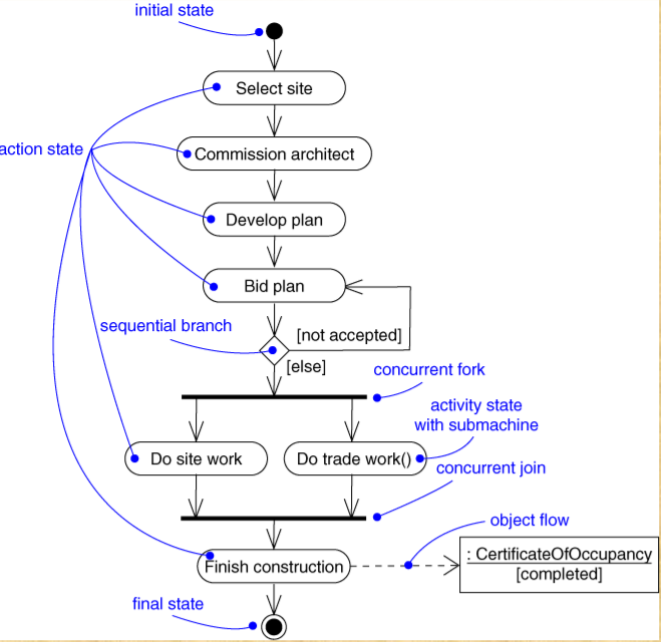 initial state
Select site
action state
Commission architect
Develop plan
Bid plan
sequential branch
[not accepted]
[else]
concurrent fork
activity state
with submachine
Do site work
Do trade work()
concurrent join
object flow
: CertificateOfOccupancy
[completed]
Finish construction
final state